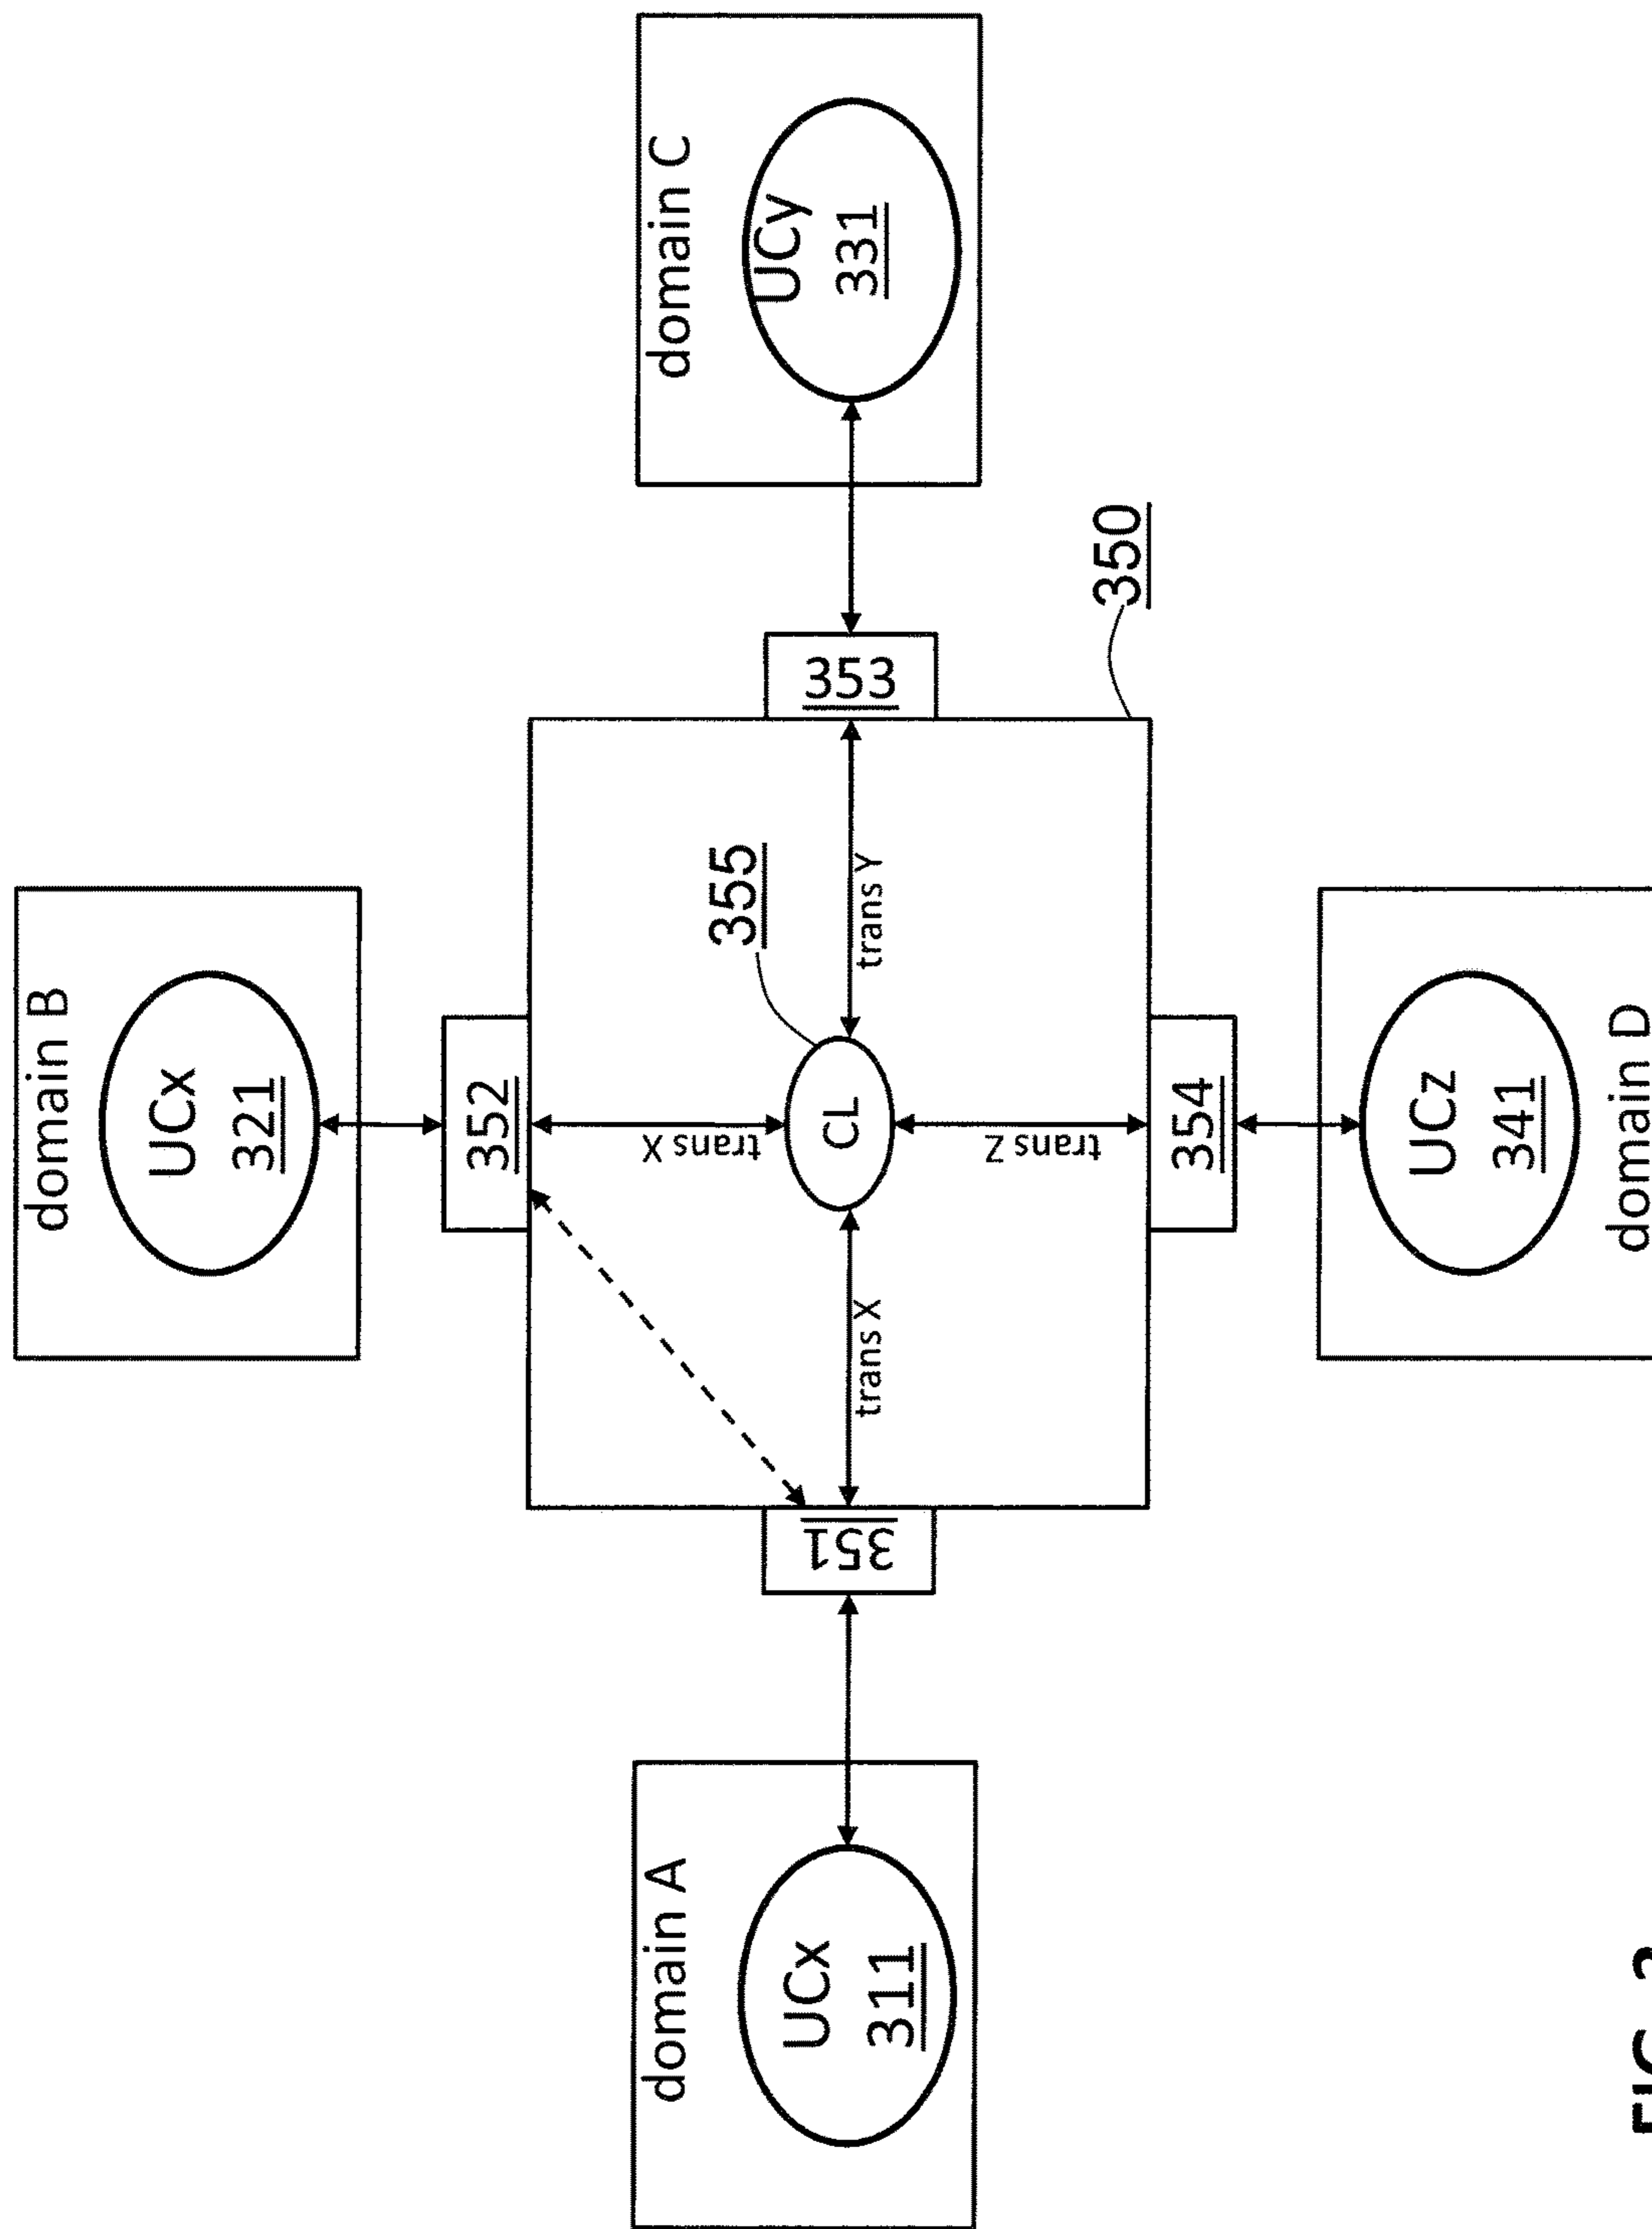 domain B
UCx
321
352
domain A
UCx
311
351
trans X
trans X
355
CL
trans Y
353
domain C
UCy
331
trans Z
350
354
UCz
341
domain D
FIG.